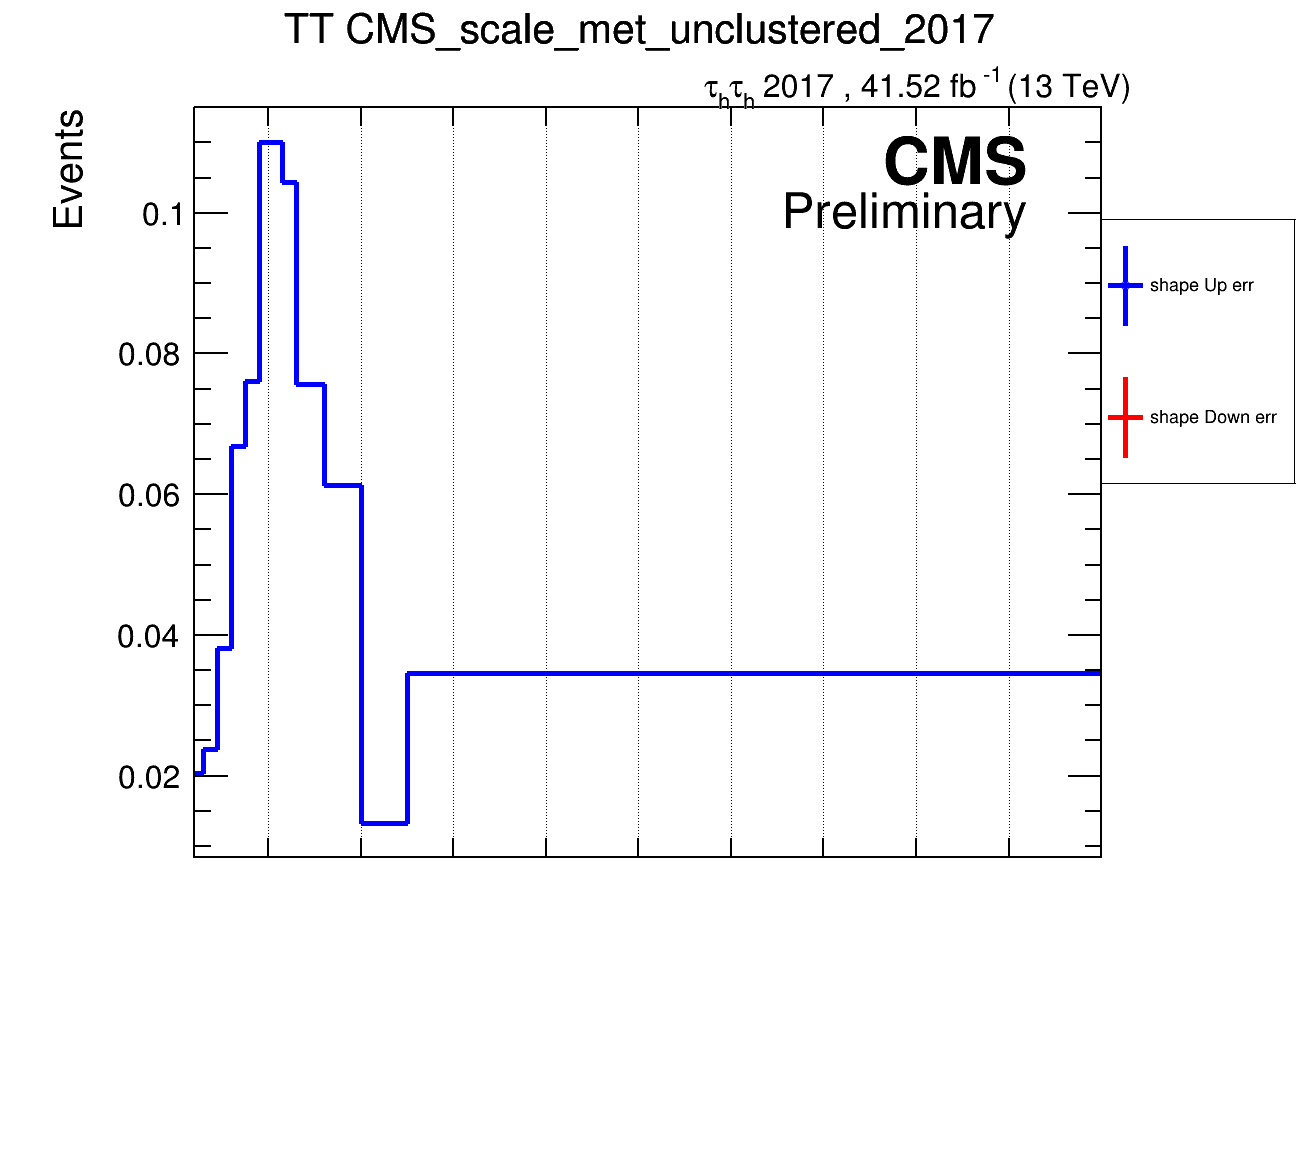 TT CMS_scale_met_unclustered_2017
τhτh 2017 , 41.52 fb-1 (13 TeV)
Events
CMS
Preliminary
0.1
0.08
0.06
0.04
0.02
shape Up err
shape Down err